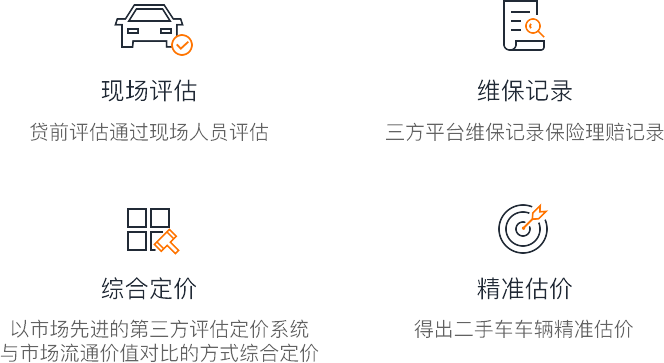 现场评估
贷前评估通过现场人员评估
维保记录
三方平台维保记录保险理赔记录
综合定价
以市场先进的第三方评估定价系统
与市场流通价值对比的方式综合定价
精准估价
得出二手车车辆精准估价